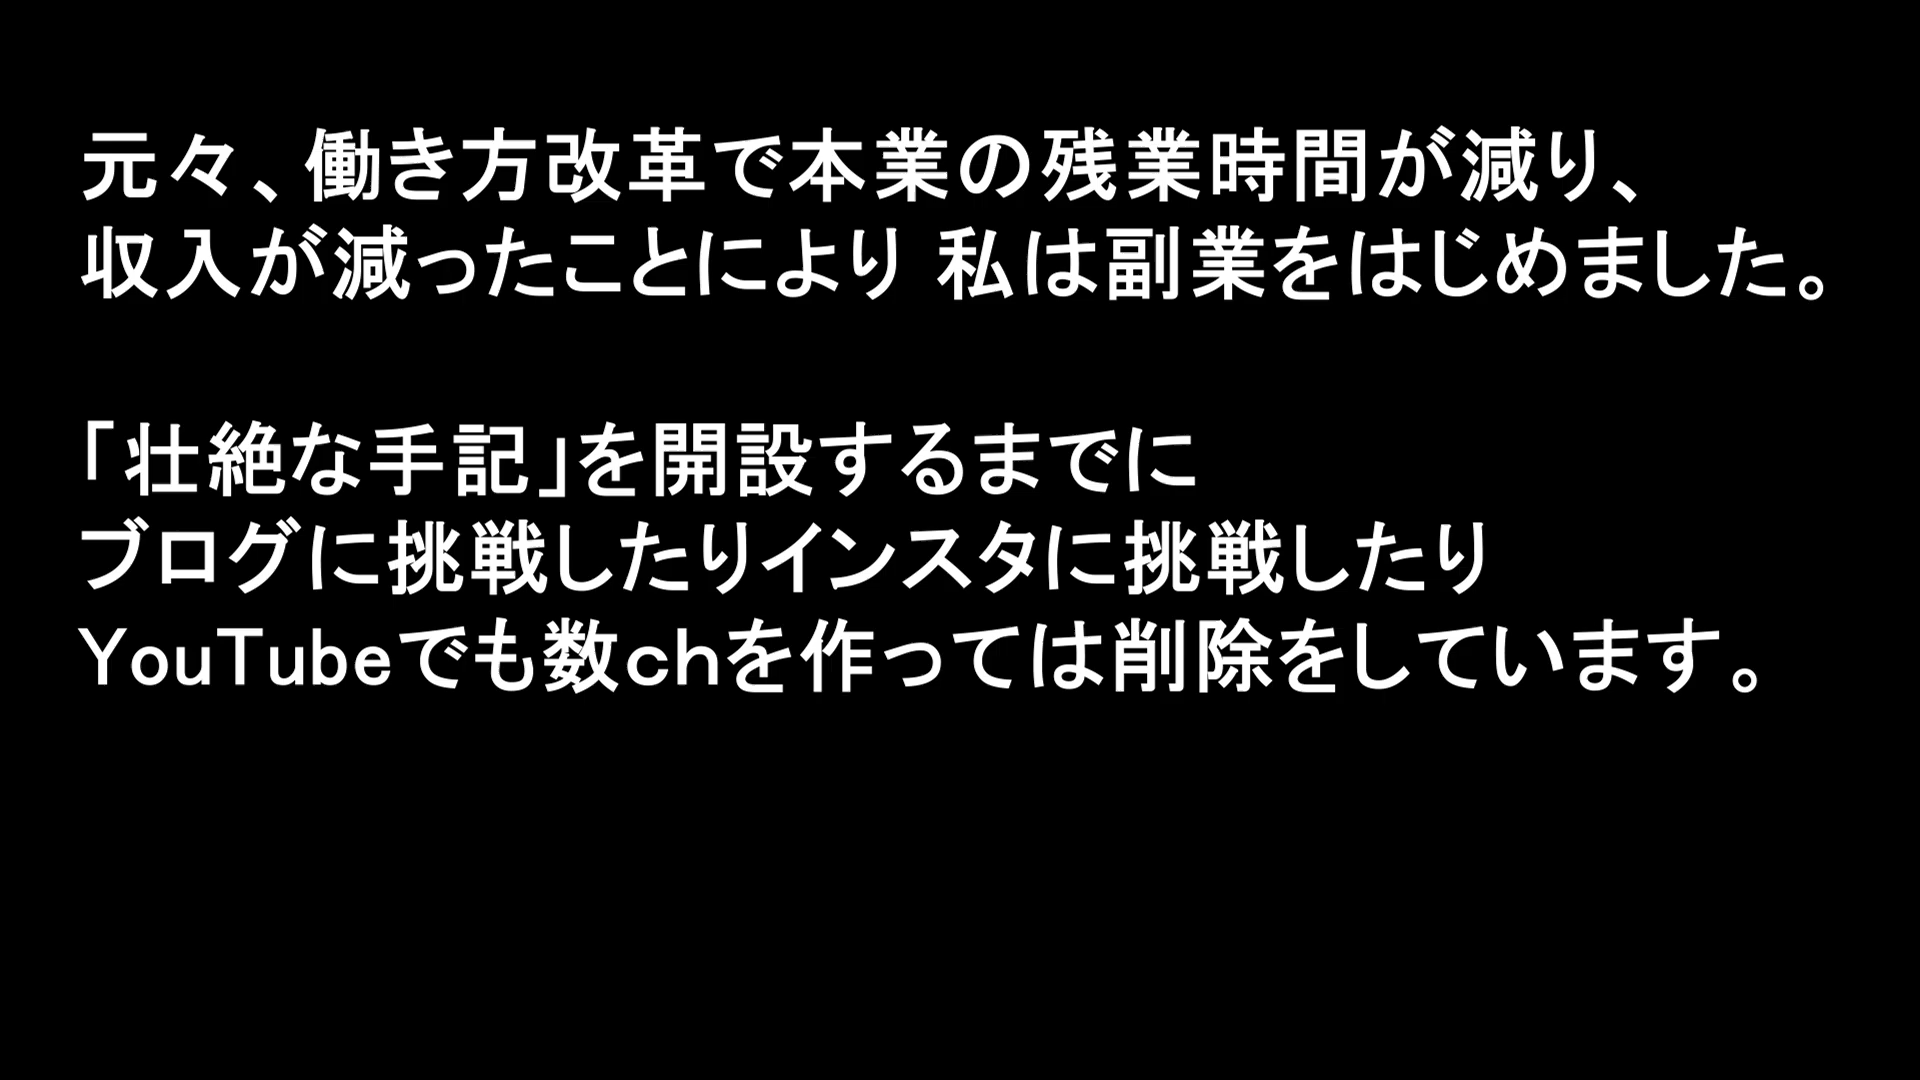 元々、働き方改革で本業の残業時間が減り、
収入が減ったことにより 私は副業をはじめました。
「壮絶な手記」を開設するまでに
ブログに挑戦したりインスタに挑戦したり
YouTubeでも数chを作っては削除をしています。